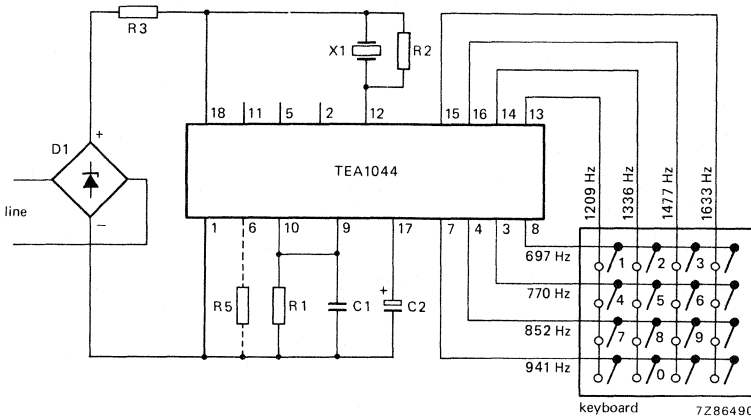 R3
X1
R2
18 11 5 2 12 15 16 14 13
D1
+
TEA1044
line
−
1 6 10 9 17 7 4 3 8
1209 Hz
1336 Hz
1477 Hz
1633 Hz
697 Hz
1 2 3
770 Hz
R5 R1 C1 + C2
4 5 6
852 Hz
7 8 9
941 Hz
0
keyboard
7Z86490